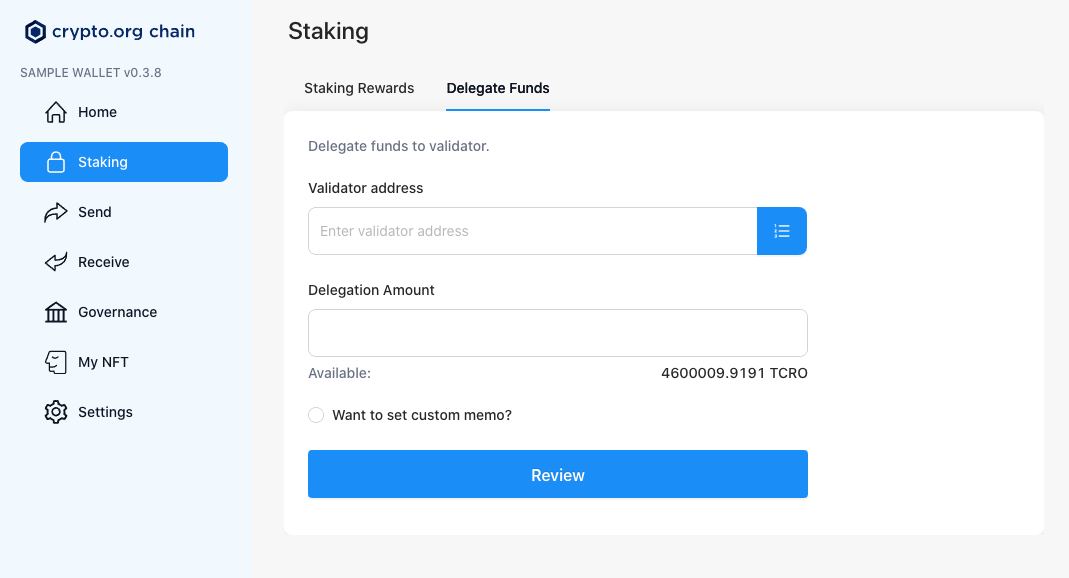 crypto.org chain
SAMPLE WALLET v0.3.8
Home
Staking
Send
Receive
Governance
My NFT
Settings
Staking
Staking Rewards
Delegate Funds
Delegate funds to validator.
Validator address
Enter validator address
Delegation Amount
Available:
4600009.9191 TCRO
Want to set custom memo?
Review